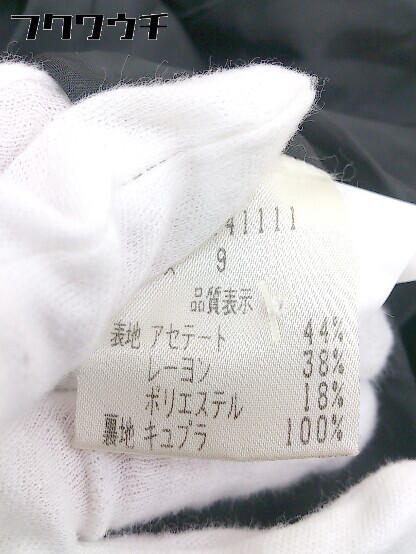 フクワウチ
41111
9
品質表示
表地 アセテート 44%
レーヨン 38%
ポリエステル 18%
裏地 キュプラ 100%